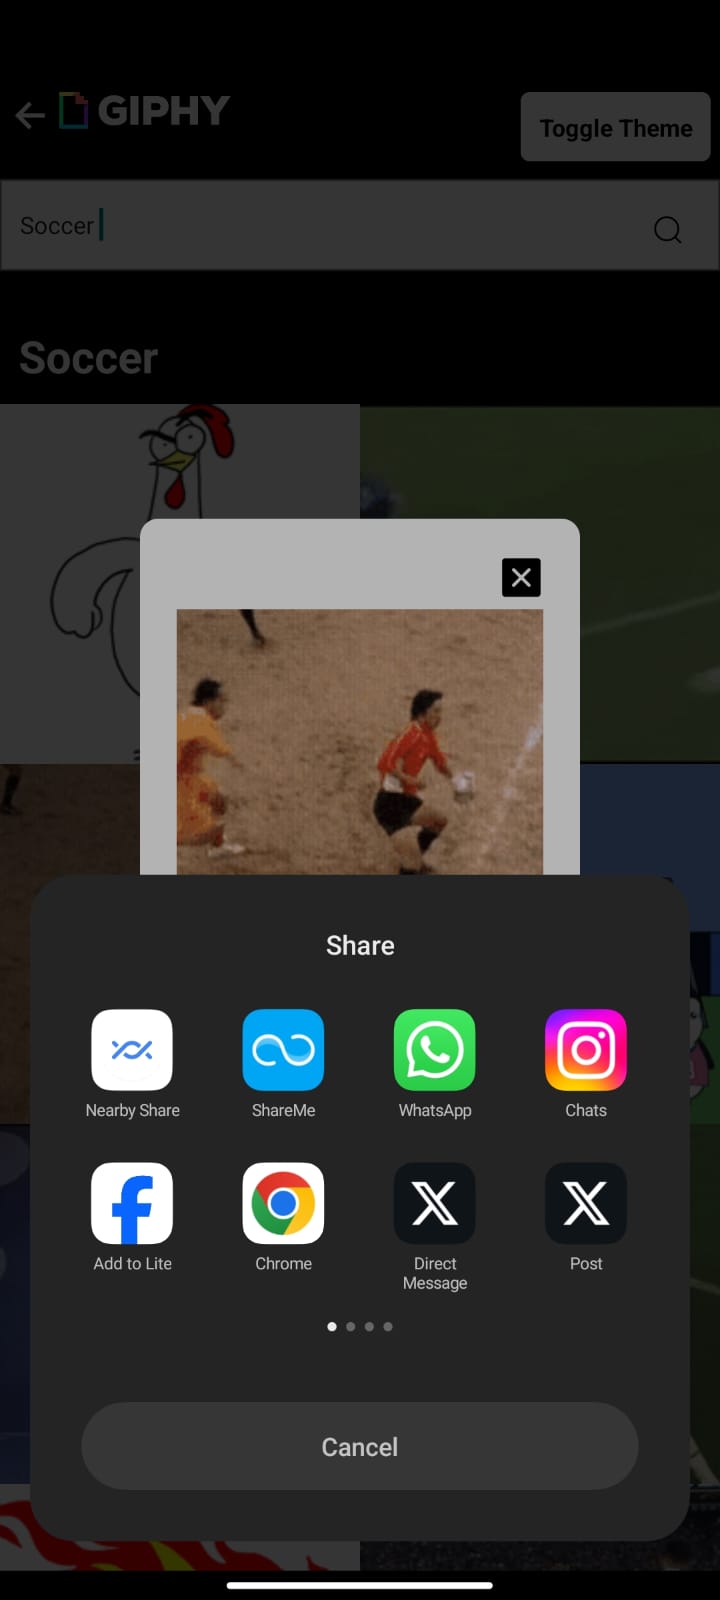 GIPHY
Toggle Theme
Soccer
Soccer
Share
Nearby Share
ShareMe
WhatsApp
Chats
Add to Lite
Chrome
Direct
Message
Post
Cancel